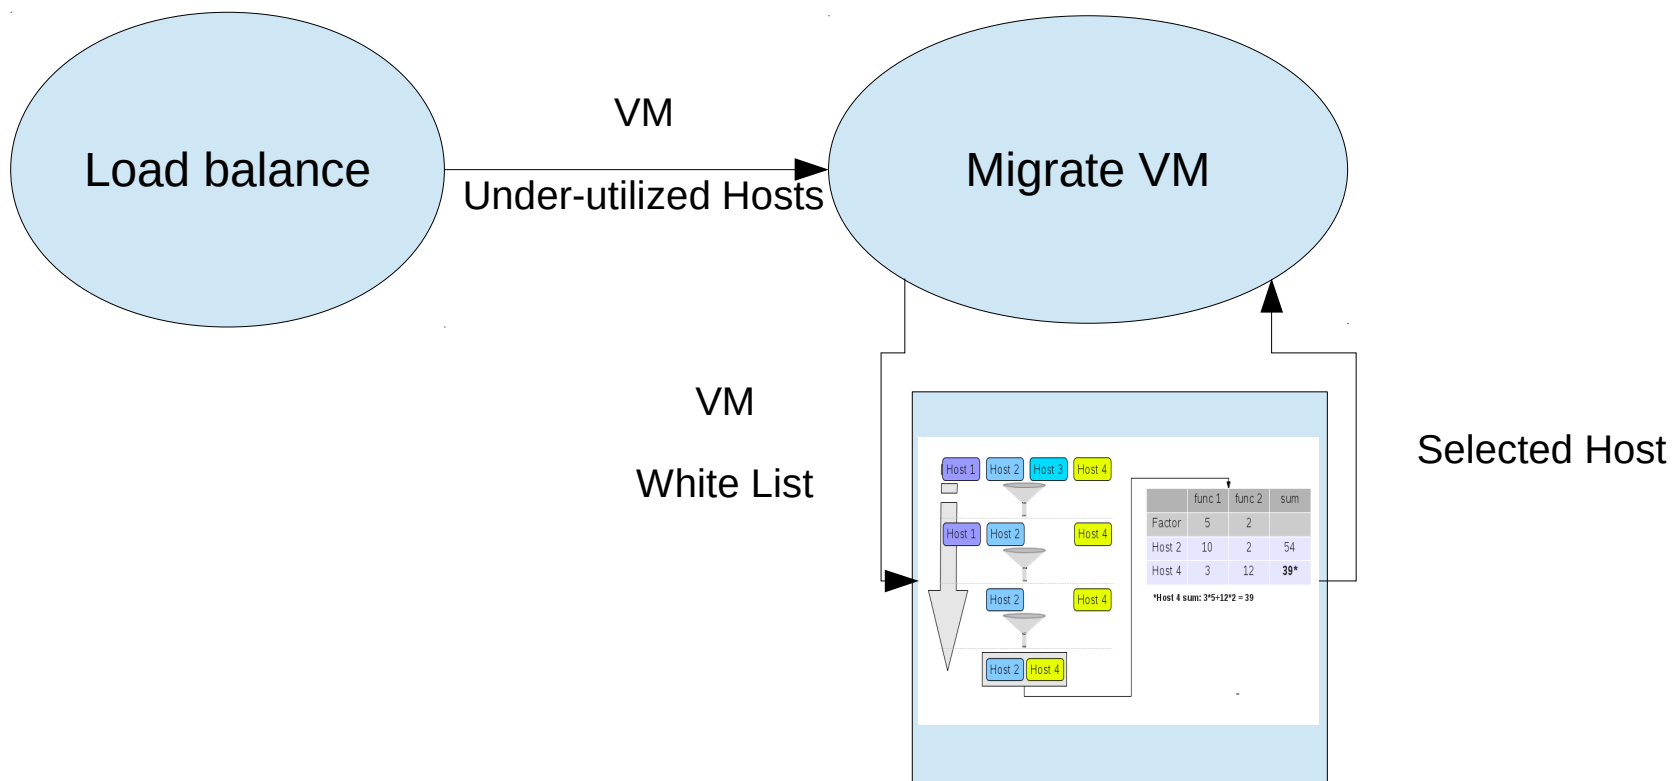 Load balance
VM
Under-utilized Hosts
Migrate VM
VM
White List
Selected Host
Host 1 Host 2 Host 3 Host 4
Host 1 Host 2 Host 4
Host 2 Host 4
Host 2 Host 4
func 1 func 2 sum
Factor 5 2
Host 2 10 2 54
Host 4 3 12 39*
*Host 4 sum: 3*5+12*2 = 39